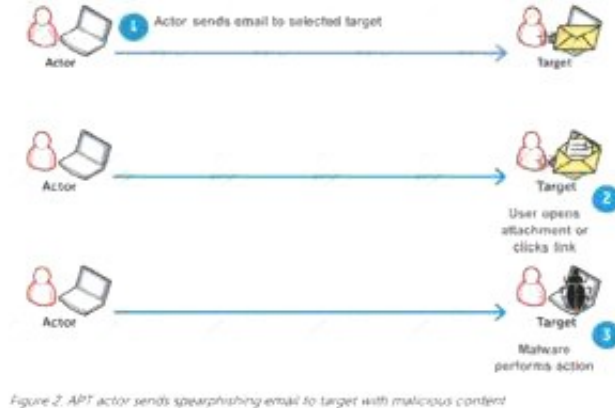 1 Actor sends email to selected target
Actor
Target
Actor
Target
2
User opens
attachment or
clicks link
Actor
Target
3
Malware
performs action
Figure 2. APT actor sends spearphishing email to target with malicious content